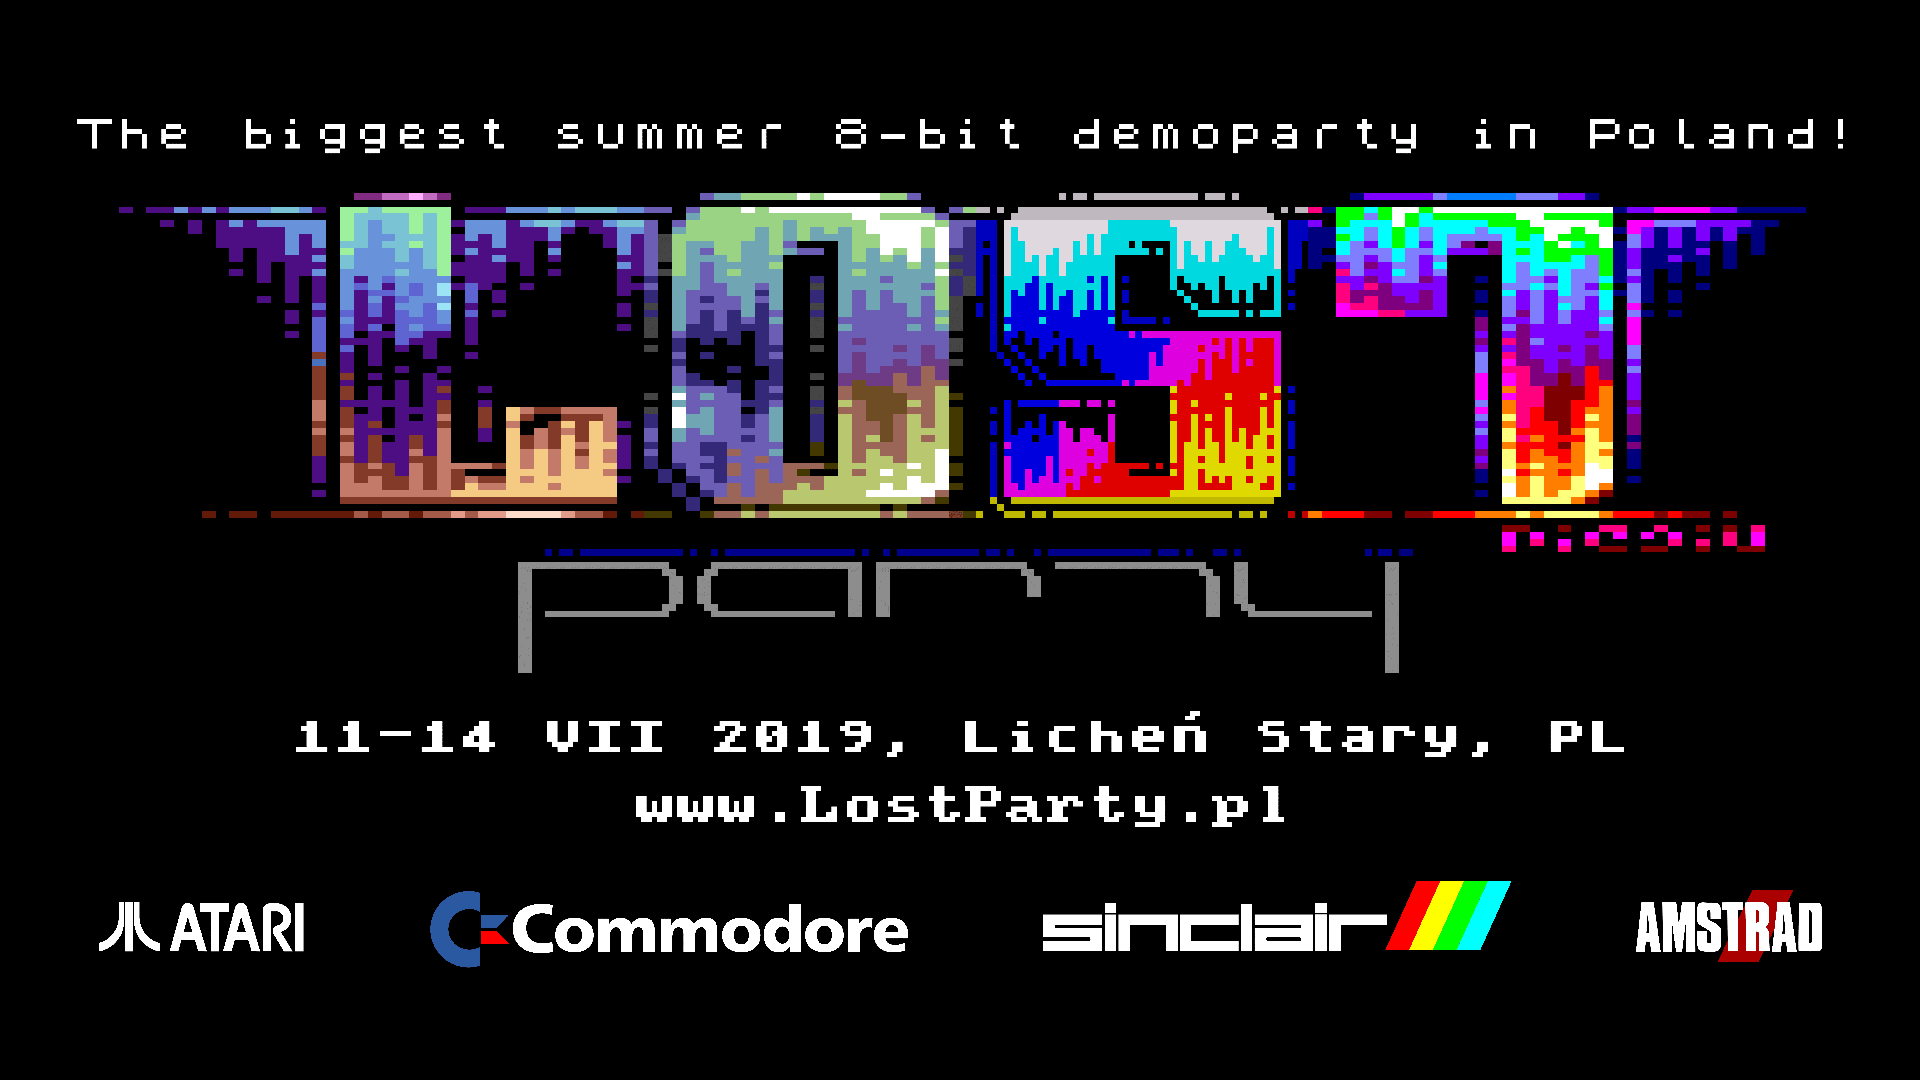 The biggest summer 8-bit demoparty in Poland!
LOST
party
11-14 VII 2019, Licheń Stary, PL
www.LostParty.pl
ATARI Commodore sinclair AMSTRAD